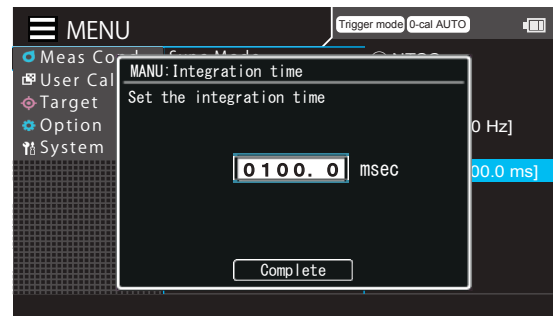 MENU
Trigger mode 0-cal AUTO
Meas Co
User Cal
Target
Option
System
MANU:Integration time
Set the integration time
0100.0 msec
Complete
0 Hz]
00.0 ms]